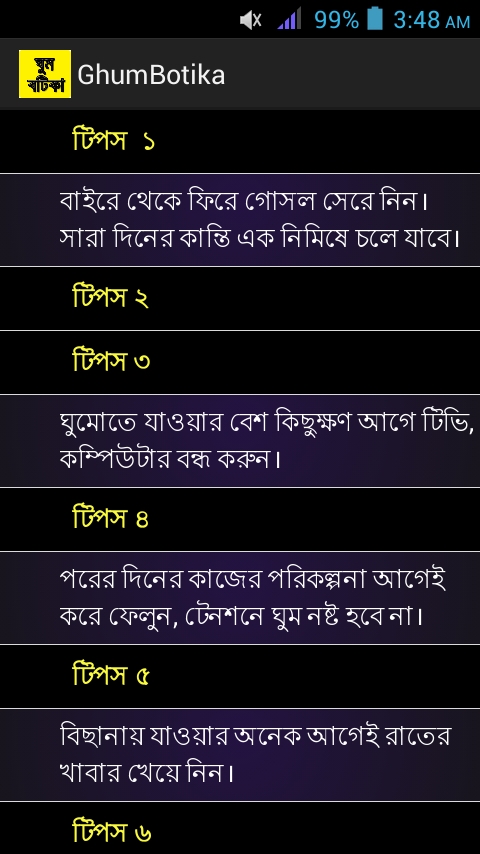 99% 3:48 AM
ঘুম
বটিকা
GhumBotika
টিপস ১
বাইরে থেকে ফিরে গোসল সেরে নিন।
সারা দিনের কান্তি এক নিমিষে চলে যাবে।
টিপস ২
টিপস ৩
ঘুমোতে যাওয়ার বেশ কিছুক্ষণ আগে টিভি,
কম্পিউটার বন্ধ করুন।
টিপস ৪
পরের দিনের কাজের পরিকল্পনা আগেই
করে ফেলুন, টেনশনে ঘুম নষ্ট হবে না।
টিপস ৫
বিছানায় যাওয়ার অনেক আগেই রাতের
খাবার খেয়ে নিন।
টিপস ৬